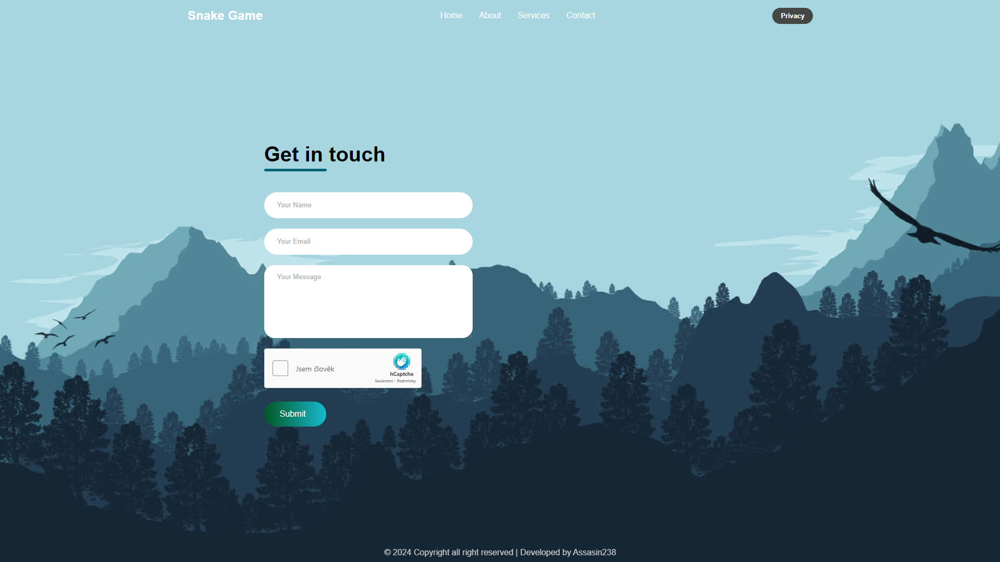 Snake Game
Home About Services Contact
Privacy
Get in touch
Your Name
Your Email
Your Message
Jsem člověk
hCaptcha
Soukromí - Podmínky
Submit
© 2024 Copyright all right reserved | Developed by Assasin238